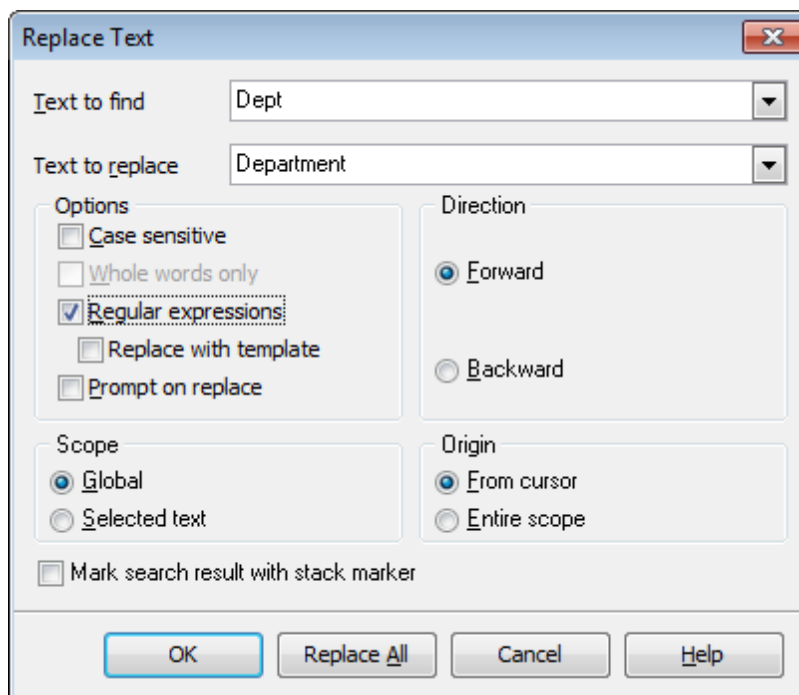 Replace Text
Text to find Dept
Text to replace Department
Options
Case sensitive
Whole words only
Regular expressions
Replace with template
Prompt on replace
Direction
Forward
Backward
Scope
Global
Selected text
Origin
From cursor
Entire scope
Mark search result with stack marker
OK Replace All Cancel Help